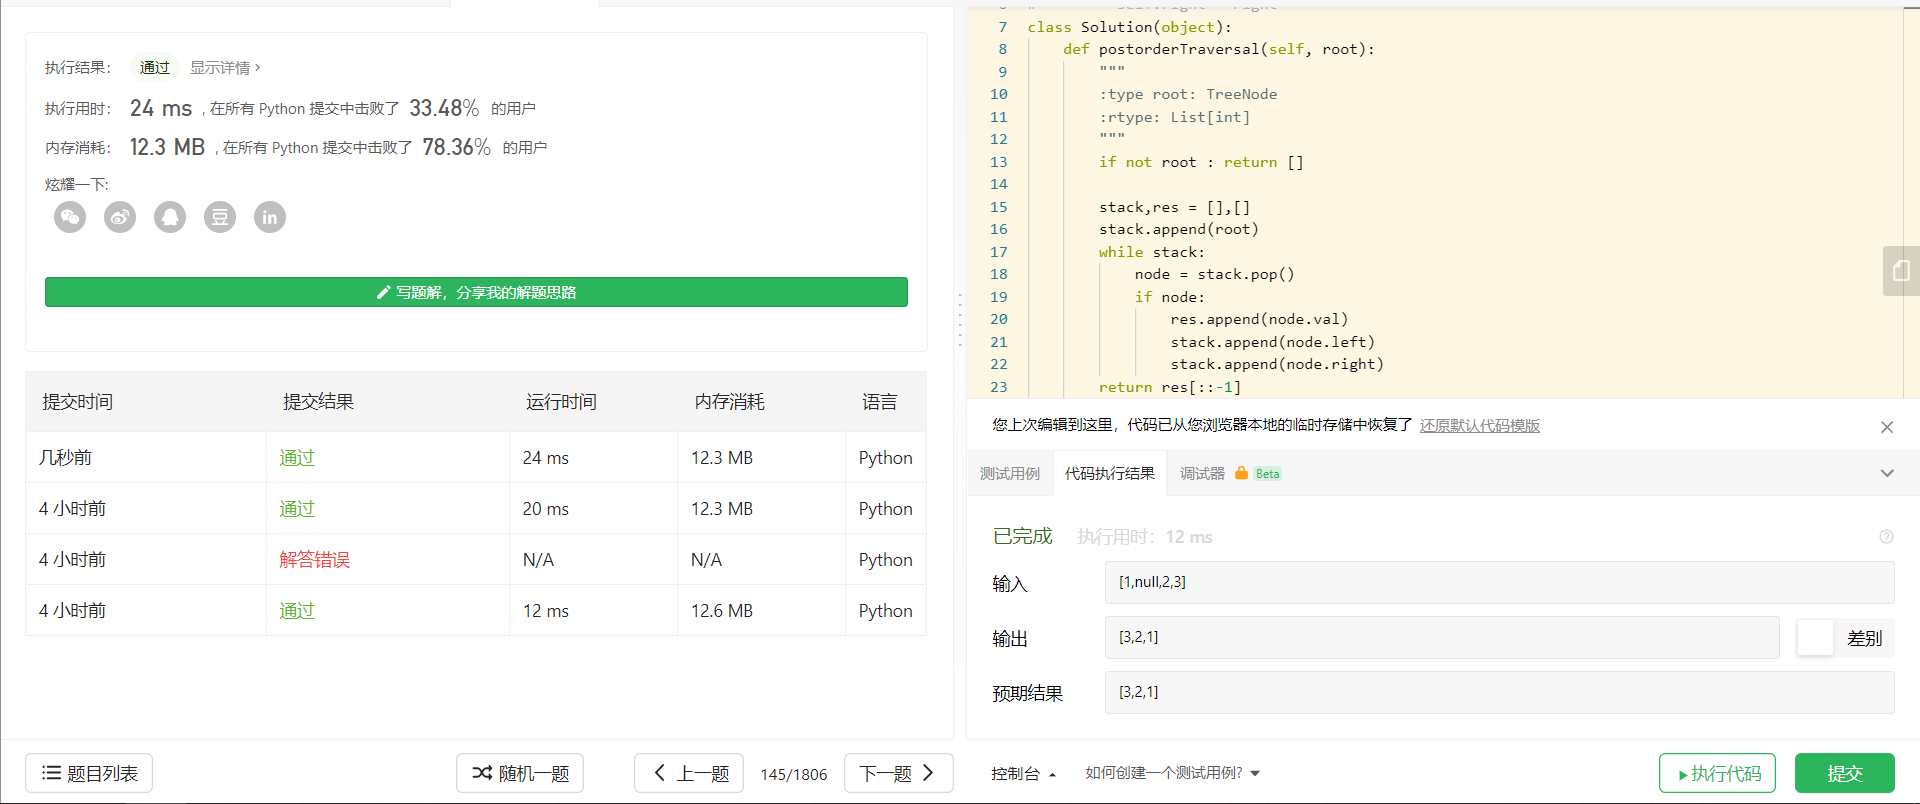 执行结果：
通过
显示详情 ›
执行用时：
24 ms
, 在所有 Python 提交中击败了
33.48%
的用户
内存消耗：
12.3 MB
, 在所有 Python 提交中击败了
78.36%
的用户
炫耀一下:
豆
in
写题解，分享我的解题思路
提交时间 提交结果 运行时间 内存消耗 语言
几秒前 通过 24 ms 12.3 MB Python
4 小时前 通过 20 ms 12.3 MB Python
4 小时前 解答错误 N/A N/A Python
4 小时前 通过 12 ms 12.6 MB Python
题目列表
随机一题
上一题
145/1806
下一题
7 class Solution(object):
8 def postorderTraversal(self, root):
9 """
10 :type root: TreeNode
11 :rtype: List[int]
12 """
13 if not root : return []
14
15 stack,res = [],[]
16 stack.append(root)
17 while stack:
18 node = stack.pop()
19 if node:
20 res.append(node.val)
21 stack.append(node.left)
22 stack.append(node.right)
23 return res[::-1]
您上次编辑到这里，代码已从您浏览器本地的临时存储中恢复了 还原默认代码模版
测试用例
代码执行结果
调试器
Beta
已完成
执行用时：12 ms
输入
[1,null,2,3]
输出
[3,2,1]
差别
预期结果
[3,2,1]
控制台
如何创建一个测试用例?
执行代码
提交